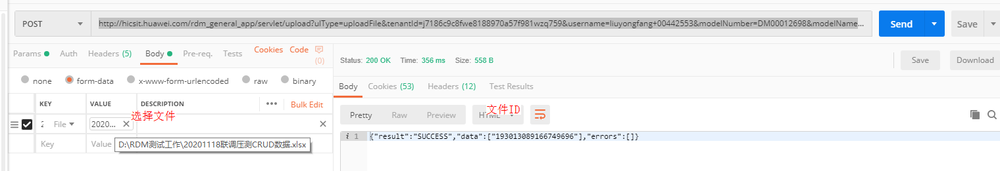 POST
http://hicsit.huawei.com/rdm_general_app/servlet/upload?ulType=uploadFile&tenantId=j7186c9c8fwe8188970a57f981wzq759&username=liuyongfang+00442553&modelNumber=DM00012698&modelName...
Send
Save
Params
Auth
Headers (5)
Body
Pre-req.
Tests
Cookies
Code
(0)
none
form-data
x-www-form-urlencoded
raw
binary
KEY
VALUE
DESCRIPTION
Bulk Edit
选择文件
2
File
2020...
Key
Value
D:\RDM测试工作\20201118联调压测CRUD数据.xlsx
Status: 200 OK
Time: 356 ms
Size: 558 B
Save
Download
Body
Cookies (53)
Headers (12)
Test Results
文件ID
Pretty
Raw
Preview
HTML
i 1
{"result":"SUCCESS","data":["193013089166749696"],"errors":[]}